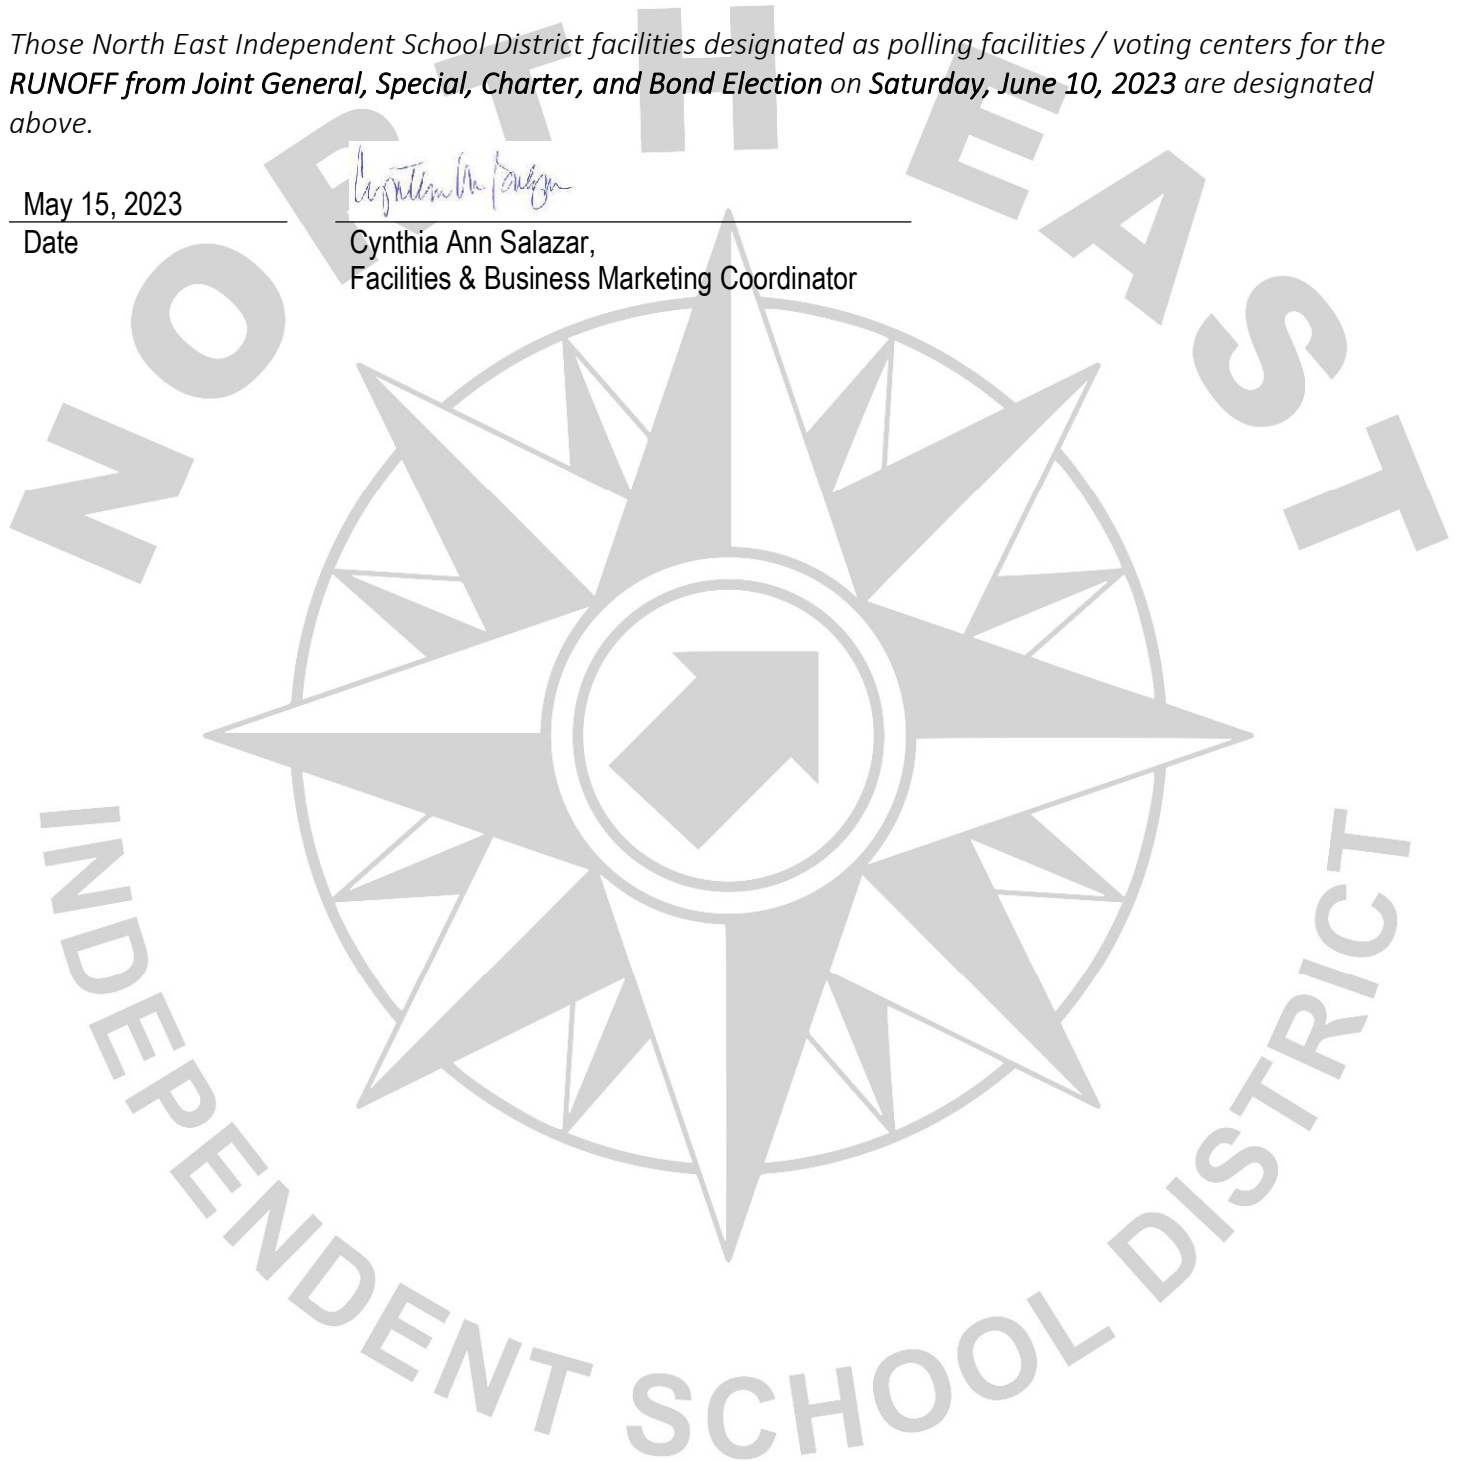 Those North East Independent School District facilities designated as polling facilities / voting centers for the
RUNOFF from Joint General, Special, Charter, and Bond Election on Saturday, June 10, 2023 are designated
above.
May 15, 2023
Date
Cynthia Ann Salazar,
Facilities & Business Marketing Coordinator
NORTH EAST
INDEPENDENT SCHOOL DISTRICT